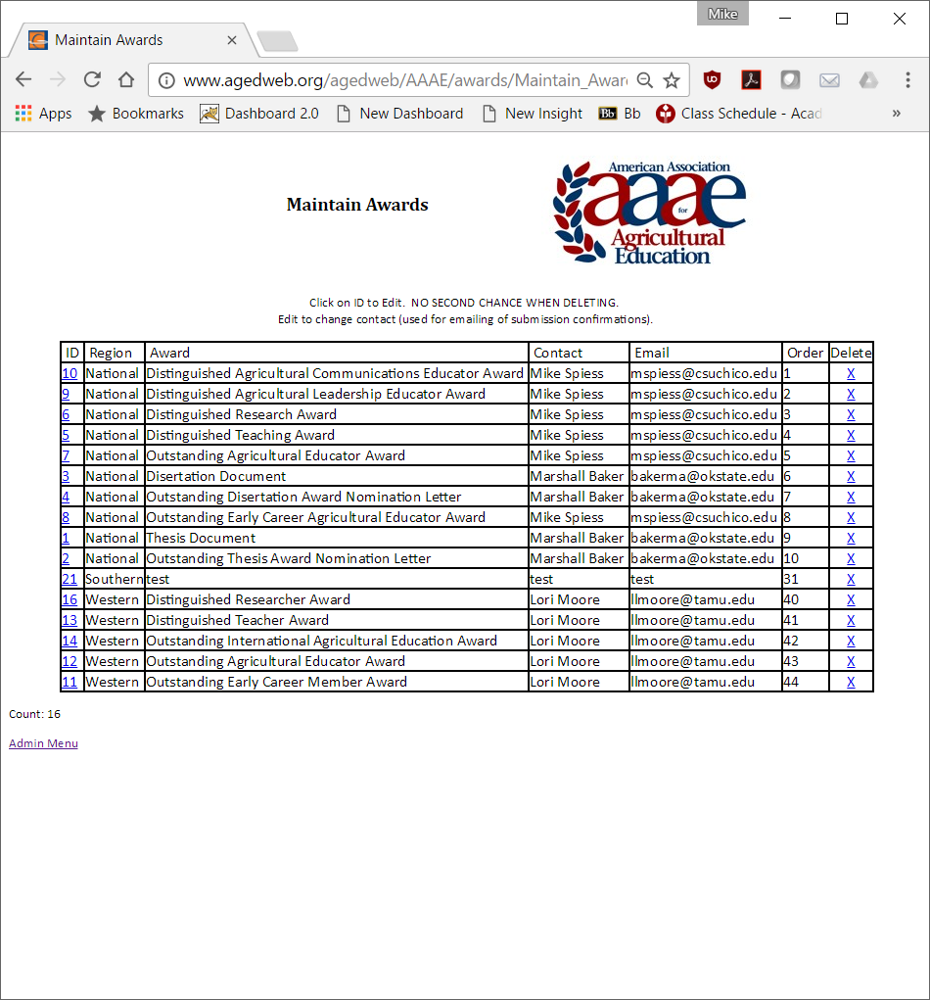 Mike
Maintain Awards
www.agedweb.org/agedweb/AAAE/awards/Maintain_Awar
Apps Bookmarks Dashboard 2.0 New Dashboard New Insight Bb Bb Class Schedule - Acad »
Maintain Awards
American Association
aaae
for
Agricultural
Education
Click on ID to Edit. NO SECOND CHANCE WHEN DELETING.
Edit to change contact (used for emailing of submission confirmations).
ID Region Award Contact Email Order Delete
10 National Distinguished Agricultural Communications Educator Award Mike Spiess mspiess@csuchico.edu 1 X
9 National Distinguished Agricultural Leadership Educator Award Mike Spiess mspiess@csuchico.edu 2 X
6 National Distinguished Research Award Mike Spiess mspiess@csuchico.edu 3 X
5 National Distinguished Teaching Award Mike Spiess mspiess@csuchico.edu 4 X
7 National Outstanding Agricultural Educator Award Mike Spiess mspiess@csuchico.edu 5 X
3 National Disertation Document Marshall Baker bakerma@okstate.edu 6 X
4 National Outstanding Disertation Award Nomination Letter Marshall Baker bakerma@okstate.edu 7 X
8 National Outstanding Early Career Agricultural Educator Award Mike Spiess mspiess@csuchico.edu 8 X
1 National Thesis Document Marshall Baker bakerma@okstate.edu 9 X
2 National Outstanding Thesis Award Nomination Letter Marshall Baker bakerma@okstate.edu 10 X
21 Southern test test test 31 X
16 Western Distinguished Researcher Award Lori Moore llmoore@tamu.edu 40 X
13 Western Distinguished Teacher Award Lori Moore llmoore@tamu.edu 41 X
14 Western Outstanding International Agricultural Education Award Lori Moore llmoore@tamu.edu 42 X
12 Western Outstanding Agricultural Educator Award Lori Moore llmoore@tamu.edu 43 X
11 Western Outstanding Early Career Member Award Lori Moore llmoore@tamu.edu 44 X
Count: 16
Admin Menu